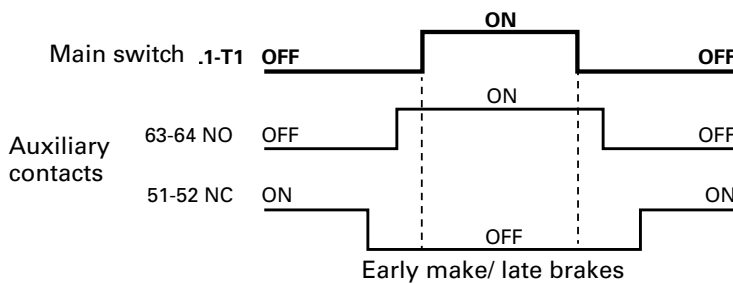 ON
Main switch .1-T1 OFF OFF
ON
Auxiliary contacts
63-64 NO OFF OFF
51-52 NC ON ON
OFF
Early make/ late brakes